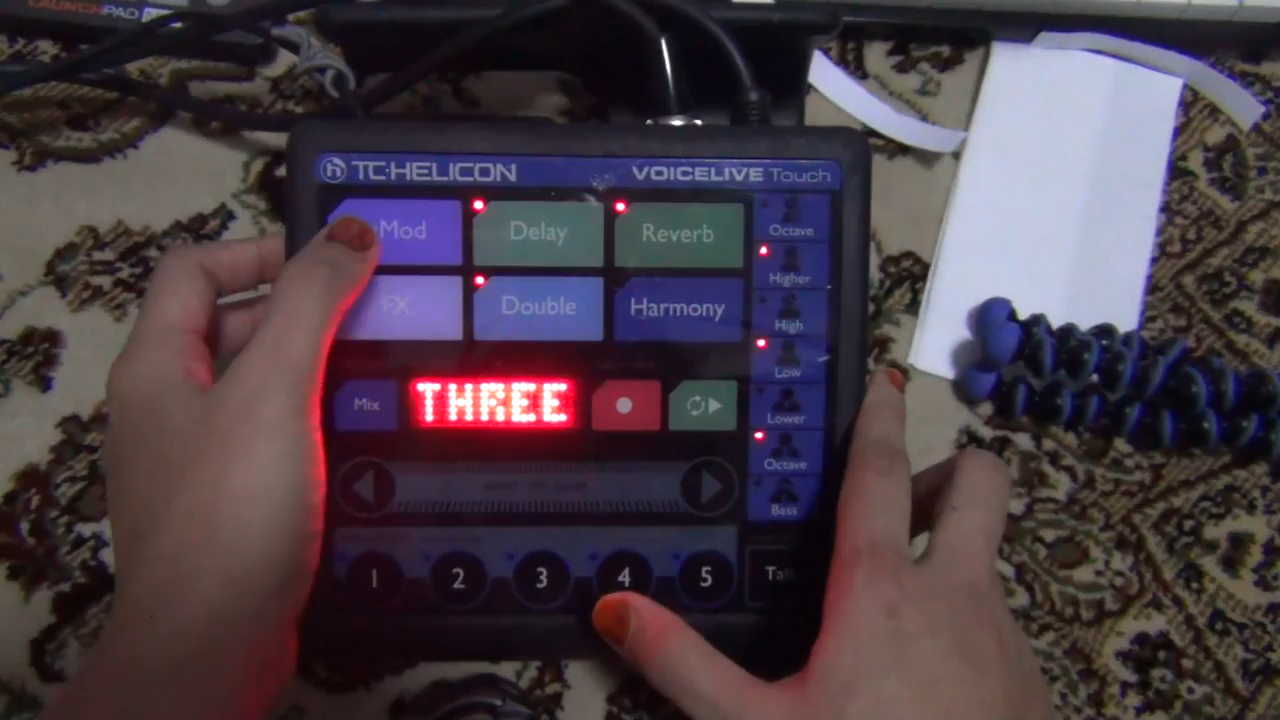 LAUNCHPAD
TC·HELICON VOICELIVE Touch
Mod Delay Reverb
FX Double Harmony
Octave
Higher
High
Low
Lower
Octave
Bass
Mix THREE
1 2 3 4 5